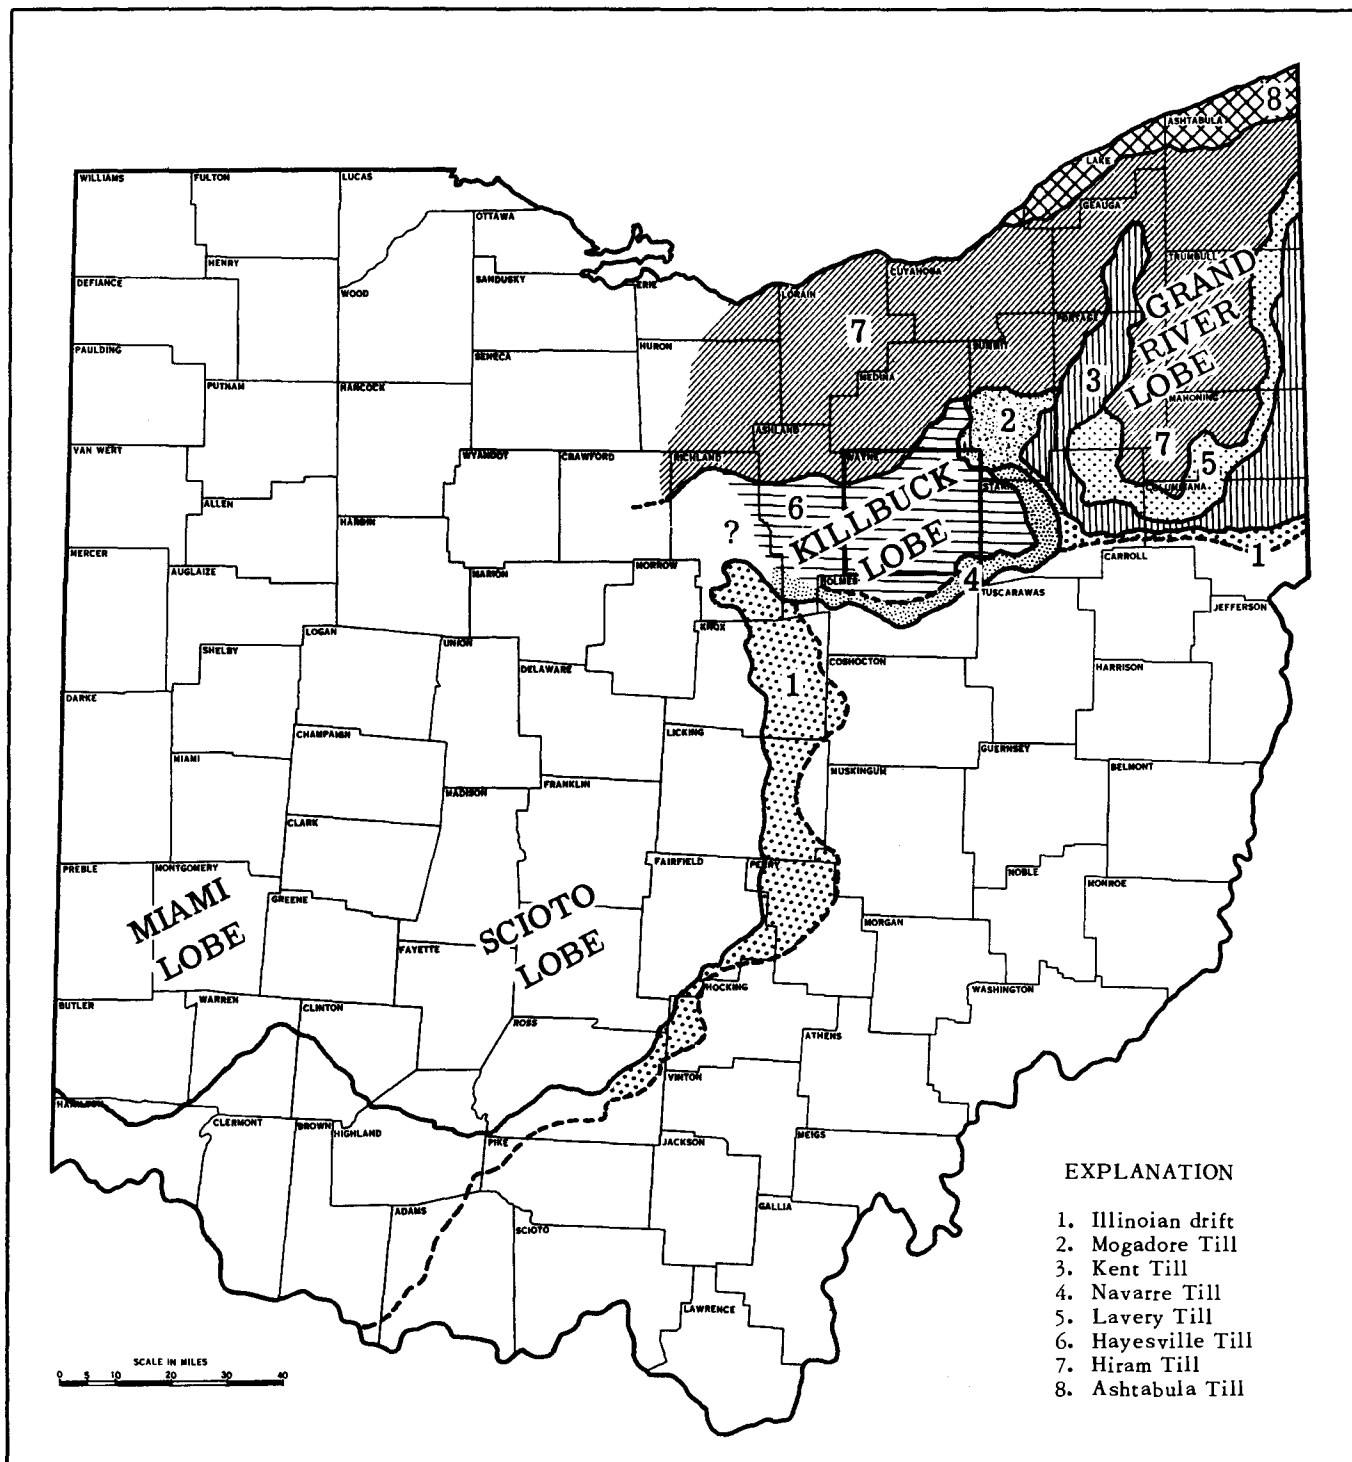 8
ASHTABULA
LAKE
WILLIAMS
FULTON
LUCAS
GEAUGA
OTTAWA
TRUMBULL
HENRY
CUYAHOGA
DEFIANCE
SANDUSKY
ERIE
WOOD
LORAIN
GRAND
RIVER
LOBE
PORTAGE
7
PAULDING
HURON
SUMMIT
SENECA
MEDINA
3
PUTNAM
HANCOCK
MAHONING
2
ASHLAND
7
VAN WERT
WYANDOT
CRAWFORD
RICHLAND
WAYNE
5
STARK
COLUMBIANA
ALLEN
6
KILLBUCK
LOBE
HARDIN
?
MERCER
CARROLL
1
AUGLAIZE
MARION
MORROW
HOLMES
4
TUSCARAWAS
JEFFERSON
LOGAN
KNOX
UNION
SHELBY
DELAWARE
COSHOCTON
HARRISON
1
DARKE
CHAMPAIGN
LICKING
GUERNSEY
MIAMI
MUSKINGUM
BELMONT
FRANKLIN
MADISON
CLARK
PREBLE
MONTGOMERY
FAIRFIELD
PERRY
NOBLE
MONROE
GREENE
MIAMI
LOBE
SCIOTO
LOBE
MORGAN
FAYETTE
HOCKING
WASHINGTON
BUTLER
WARREN
CLINTON
ROSS
ATHENS
VINTON
HAMILTON
CLERMONT
BROWN
HIGHLAND
PIKE
JACKSON
MEIGS
ADAMS
GALLIA
SCIOTO
LAWRENCE
EXPLANATION
1. Illinoian drift
2. Mogadore Till
3. Kent Till
4. Navarre Till
5. Lavery Till
6. Hayesville Till
7. Hiram Till
8. Ashtabula Till
SCALE IN MILES
0 5 10 20 30 40